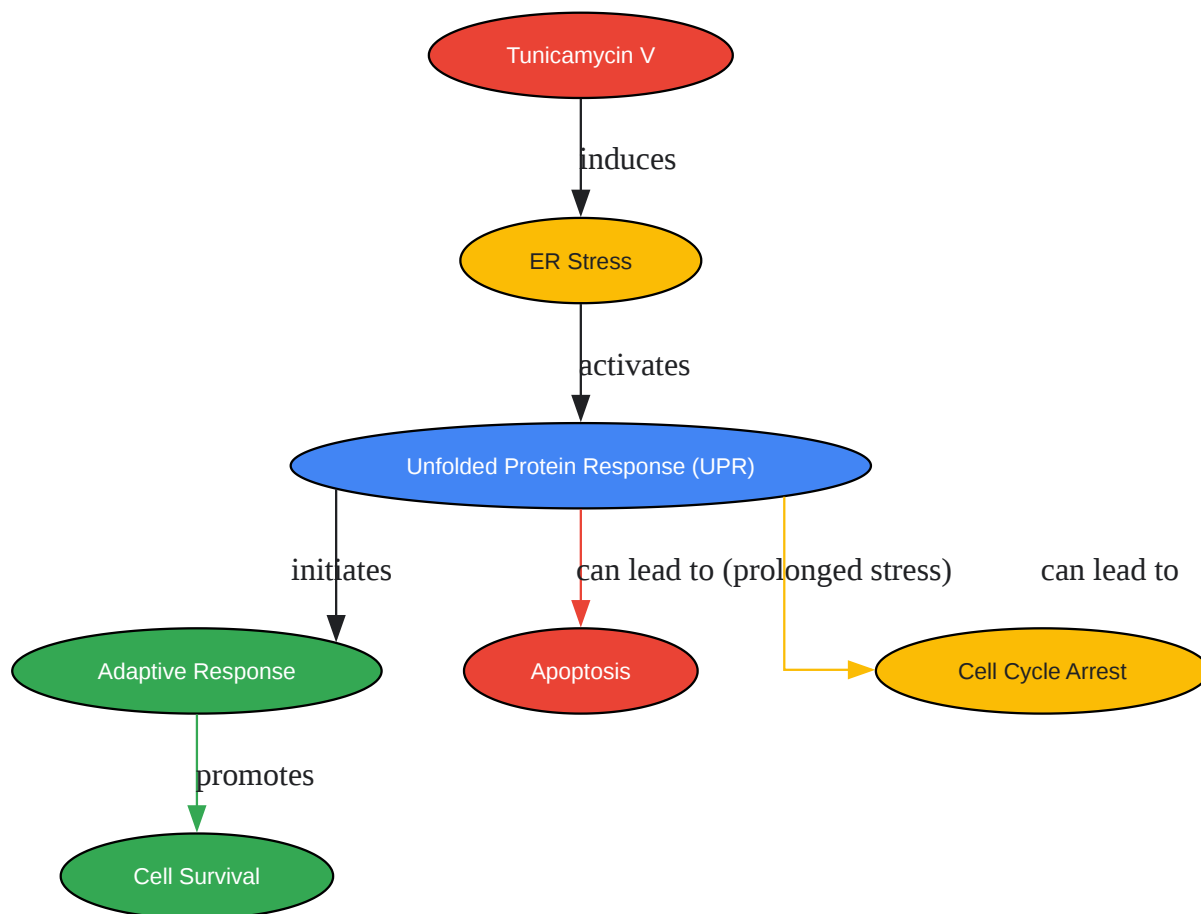 Tunicamycin V
induces
ER Stress
activates
Unfolded Protein Response (UPR)
initiates
can lead to (prolonged stress)
can lead to
Adaptive Response
Apoptosis
Cell Cycle Arrest
promotes
Cell Survival